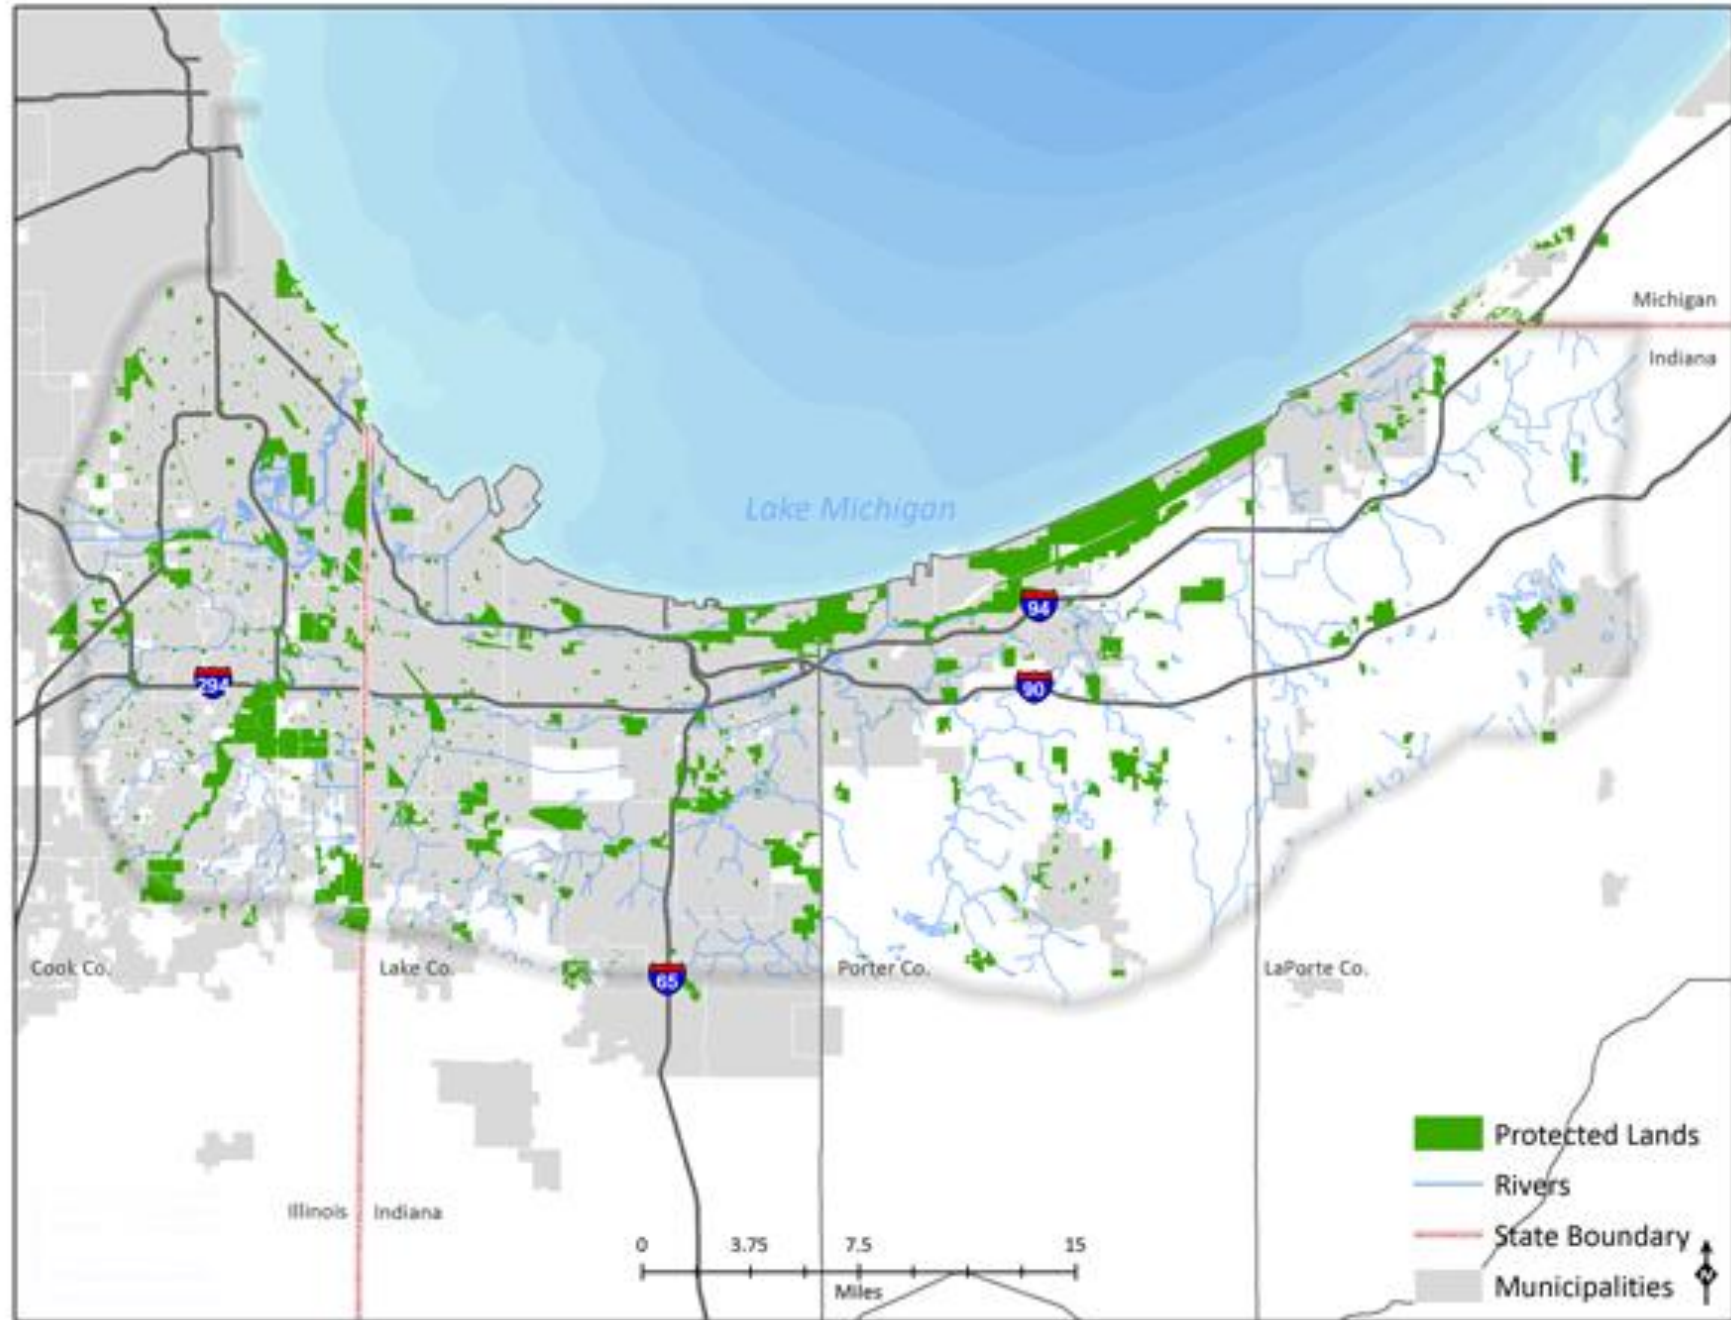 Michigan
Indiana
Lake Michigan
94
294
90
Cook Co.
Lake Co.
65
Porter Co.
LaPorte Co.
Protected Lands
Rivers
Illinois
Indiana
State Boundary
0
3.75
7.5
15
Miles
Municipalities
N